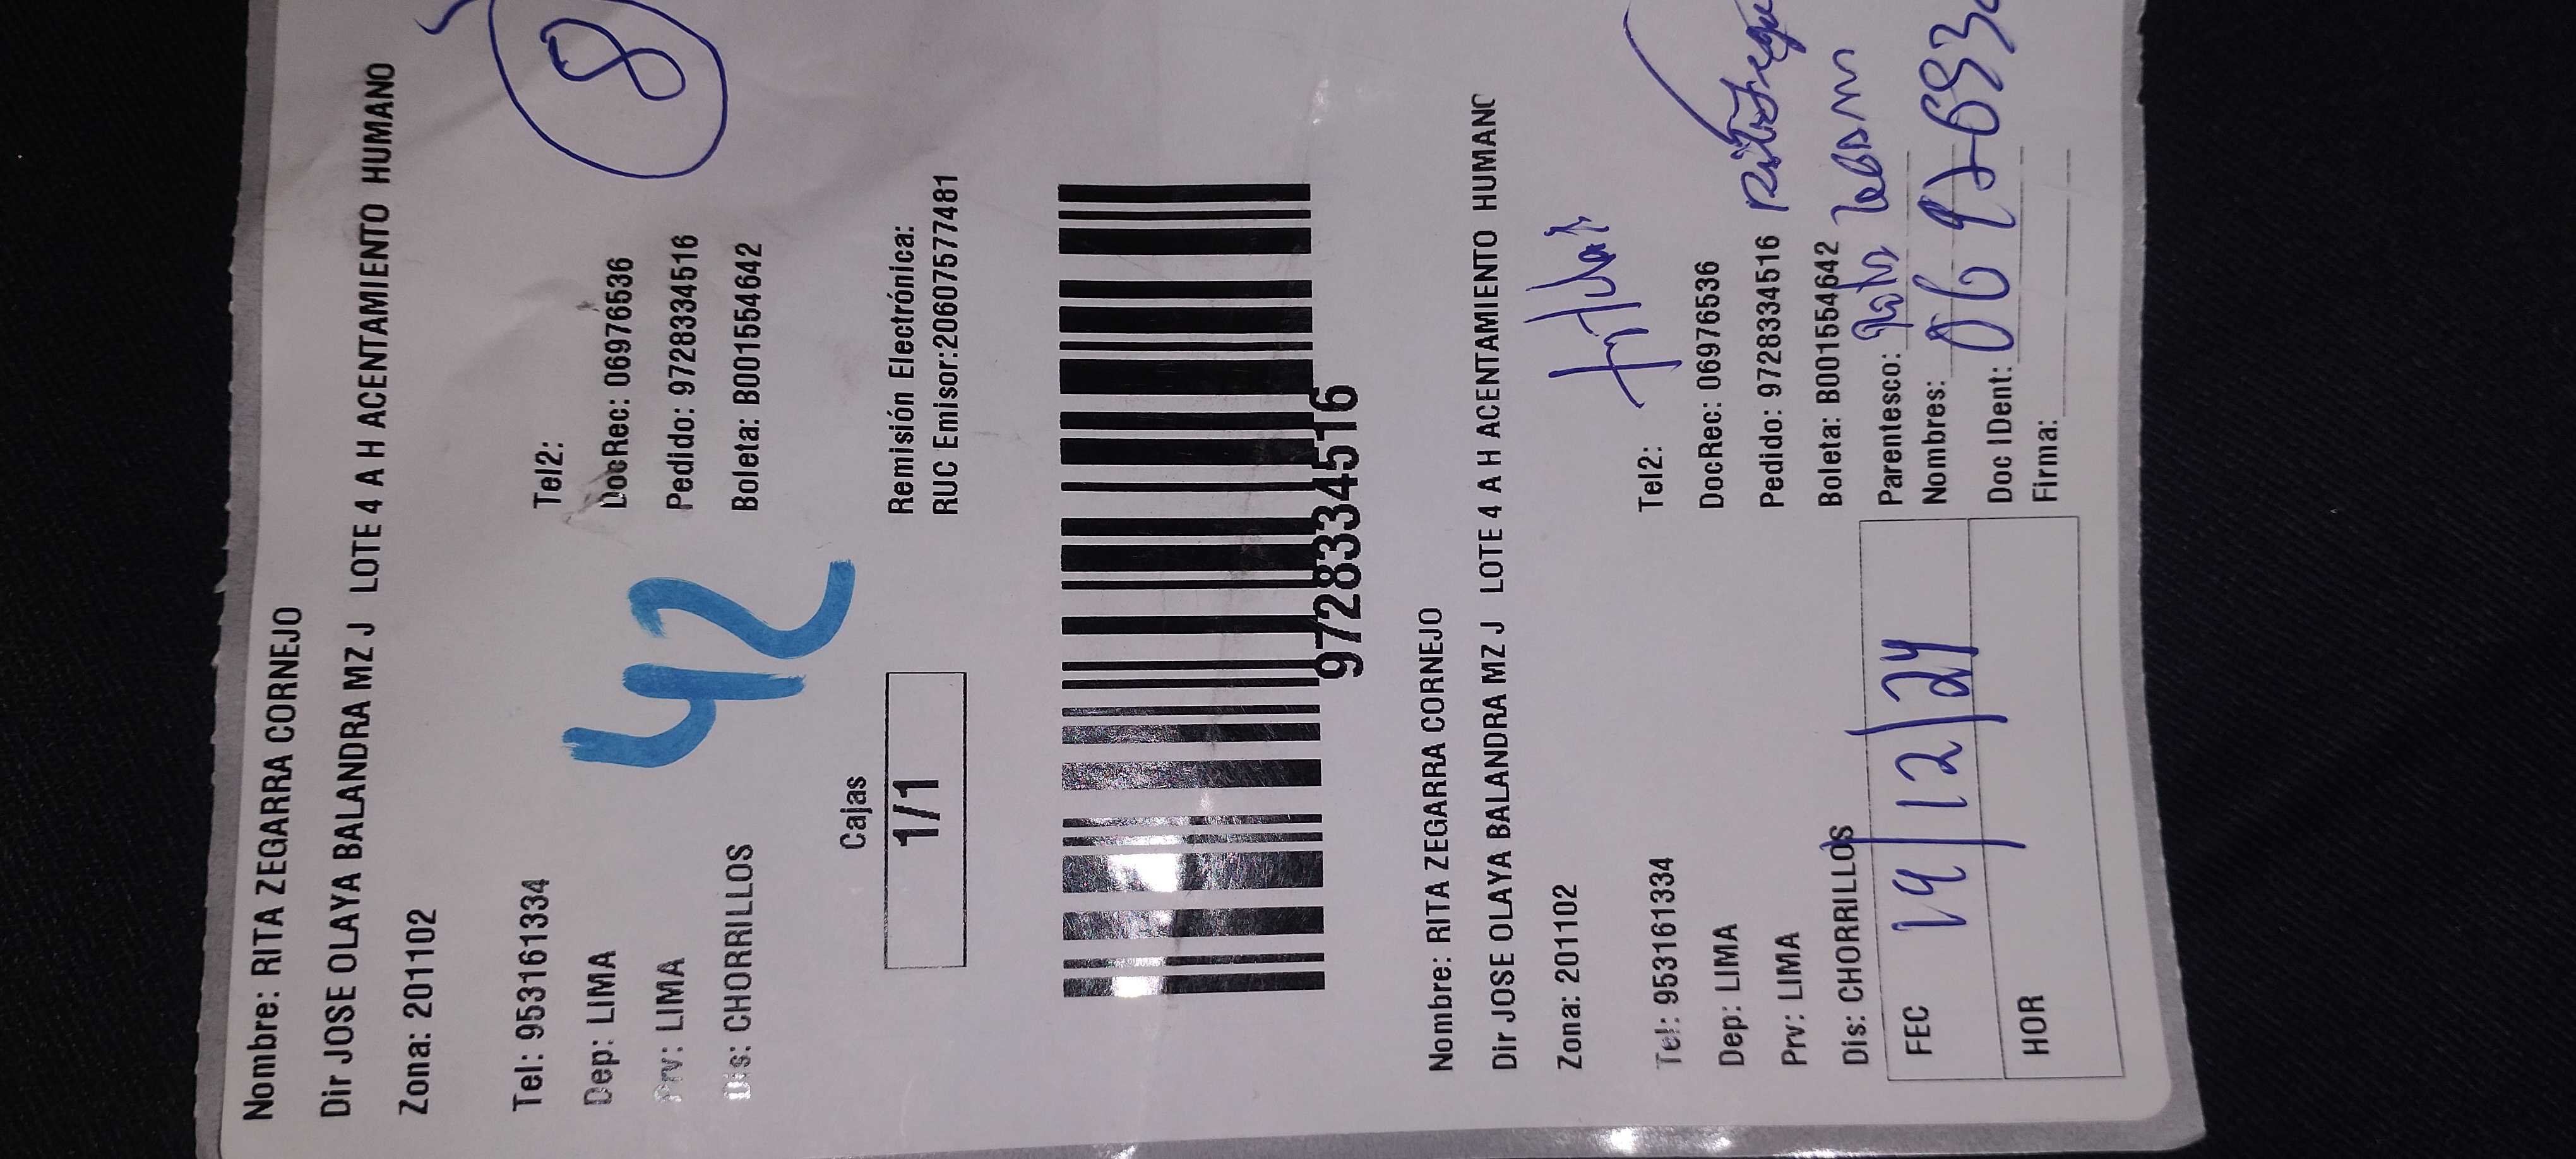 Nombre: RITA ZEGARRA CORNEJO
Dir JOSE OLAYA BALANDRA MZ J LOTE 4 A H ACENTAMIENTO HUMANO
Zona: 201102
8
Tel: 953161334 Tel2:
Dep: LIMA DocRec: 06976536
Prv: LIMA Pedido: 97283334516
Dis: CHORRILLOS Boleta: B001554642
42
Cajas
1/1
Remisión Electrónica:
RUC Emisor:20607577481
97283334516
Nombre: RITA ZEGARRA CORNEJO
Dir JOSE OLAYA BALANDRA MZ J LOTE 4 A H ACENTAMIENTO HUMANO
Zona: 201102
Tel: 953161334 Tel2:
Dep: LIMA DocRec: 06976536
Prv: LIMA Pedido: 97283334516
Dis: CHORRILLOS Boleta: B001554642
FEC 19/12/24
HOR
Parentesco:
Nombres:
Doc IDent:
Firma: